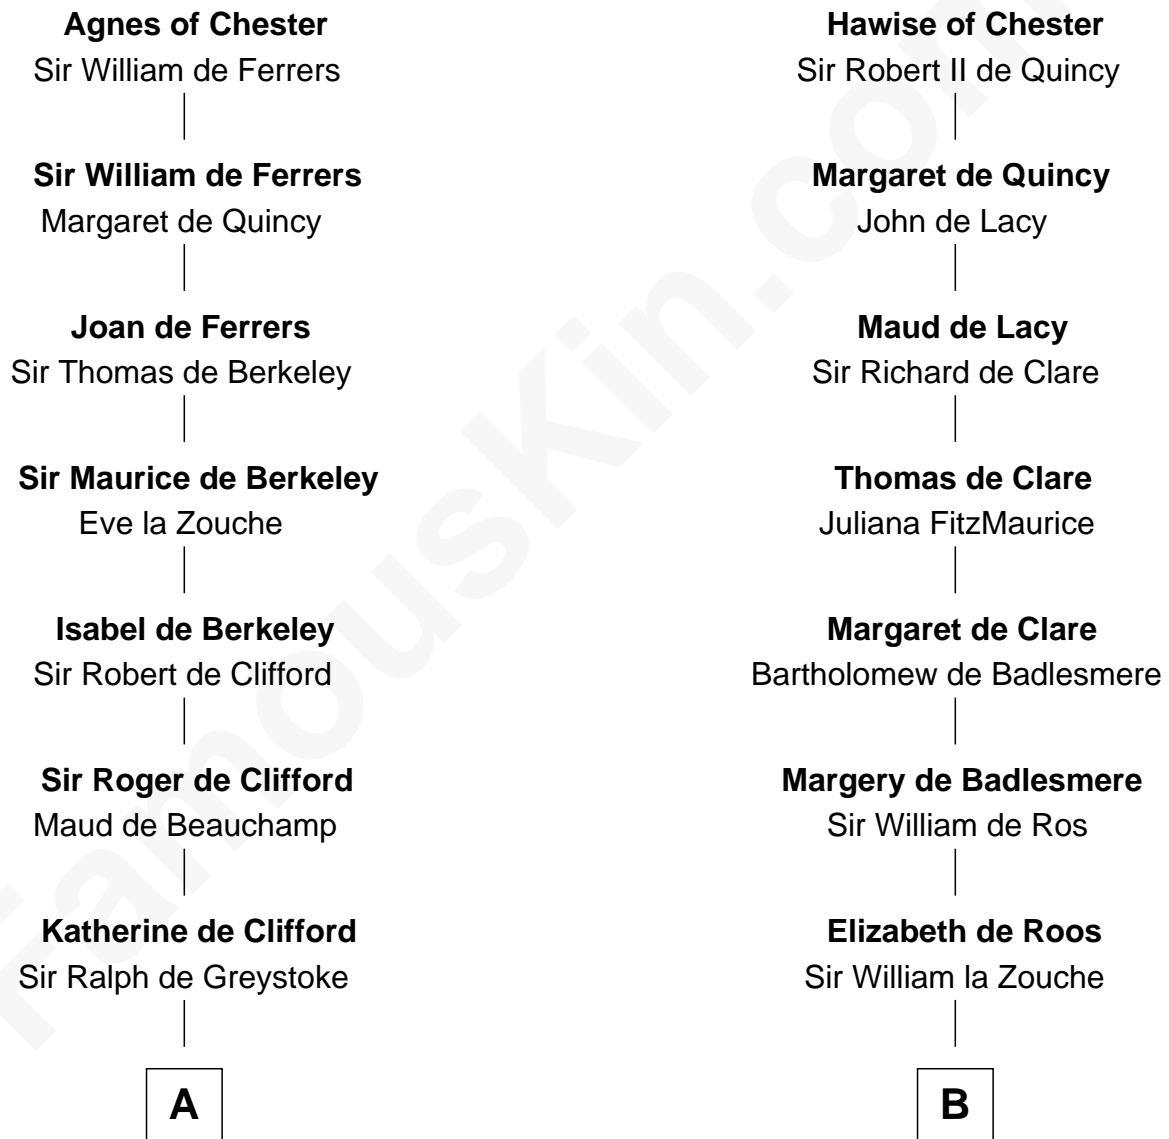 Agnes of Chester
Sir William de Ferrers
Sir William de Ferrers
Margaret de Quincy
Joan de Ferrers
Sir Thomas de Berkeley
Sir Maurice de Berkeley
Eve la Zouche
Isabel de Berkeley
Sir Robert de Clifford
Sir Roger de Clifford
Maud de Beauchamp
Katherine de Clifford
Sir Ralph de Greystoke
A
Hawise of Chester
Sir Robert II de Quincy
Margaret de Quincy
John de Lacy
Maud de Lacy
Sir Richard de Clare
Thomas de Clare
Juliana FitzMaurice
Margaret de Clare
Bartholomew de Badlesmere
Margery de Badlesmere
Sir William de Ros
Elizabeth de Roos
Sir William la Zouche
B
FamousKin.com